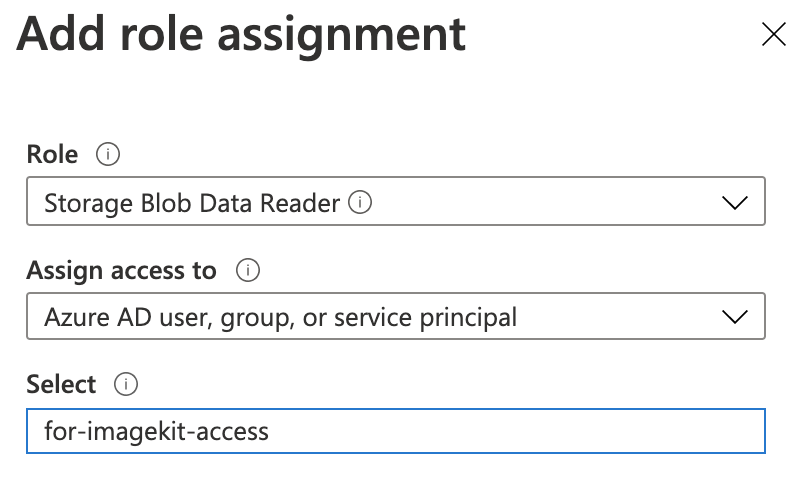 Add role assignment
Role
Storage Blob Data Reader
Assign access to
Azure AD user, group, or service principal
Select
for-imagekit-access